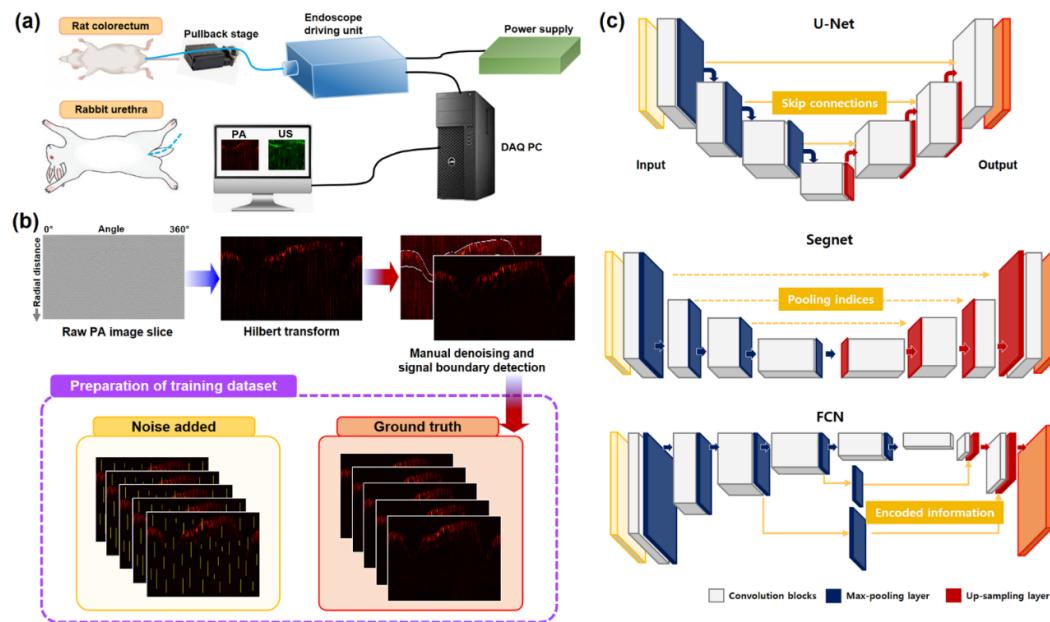 (a)
Rat colorectum
Pullback stage
Endoscope
driving unit
Power supply
Rabbit urethra
PA
US
DAQ PC
(b)
0°
Angle
360°
Radial distance
Raw PA image slice
Hilbert transform
Manual denoising and
signal boundary detection
Preparation of training dataset
Noise added
Ground truth
(c)
U-Net
Skip connections
Input
Output
Segnet
Pooling indices
FCN
Encoded information
Convolution blocks
Max-pooling layer
Up-sampling layer